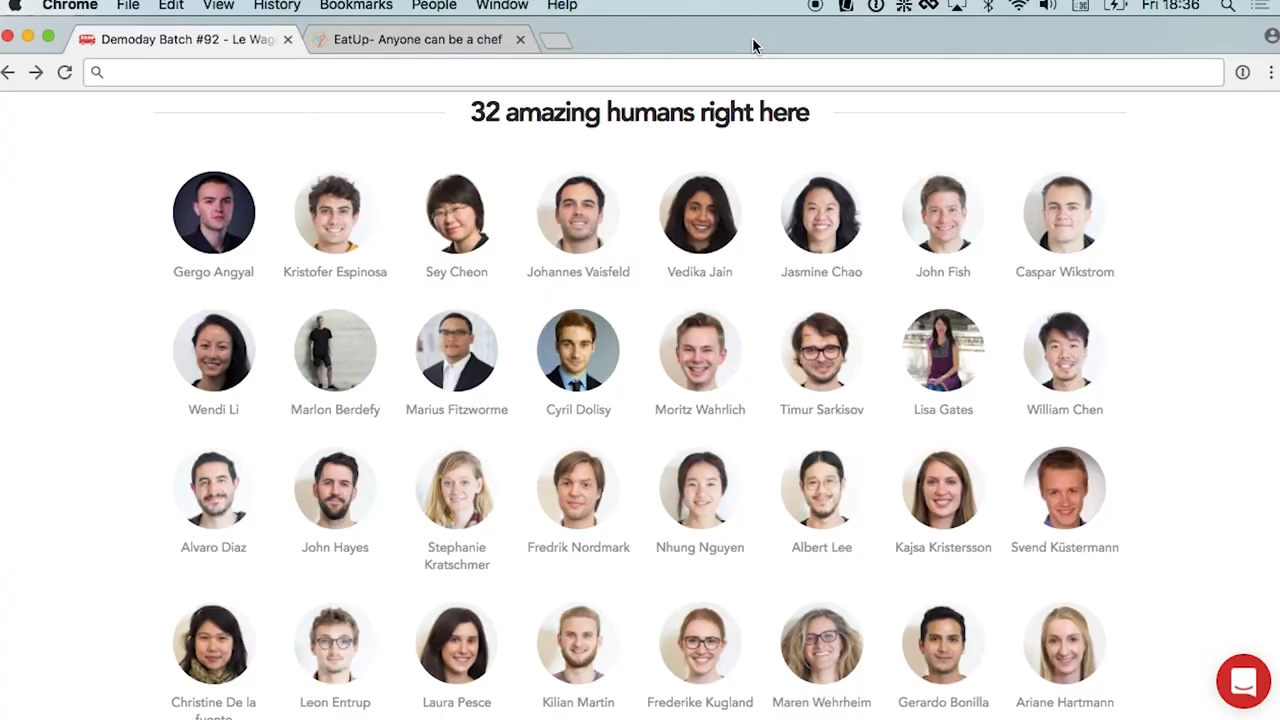 Chrome File Edit View History Bookmarks People Window Help Fri 18:36
Demoday Batch #92 - Le Wag EatUp- Anyone can be a chef
32 amazing humans right here
Gergo Angyal Kristofer Espinosa Sey Cheon Johannes Vaisfeld Vedika Jain Jasmine Chao John Fish Caspar Wikstrom
Wendi Li Marlon Berdefy Marius Fitzworme Cyril Dolisy Moritz Wahrlich Timur Sarkisov Lisa Gates William Chen
Alvaro Diaz John Hayes Stephanie Fredrik Nordmark Nhung Nguyen Albert Lee Kajsa Kristersson Svend Küstermann
Kratschmer
Christine De la Leon Entrup Laura Pesce Kilian Martin Frederike Kugland Maren Wehrheim Gerardo Bonilla Ariane Hartmann
fuente